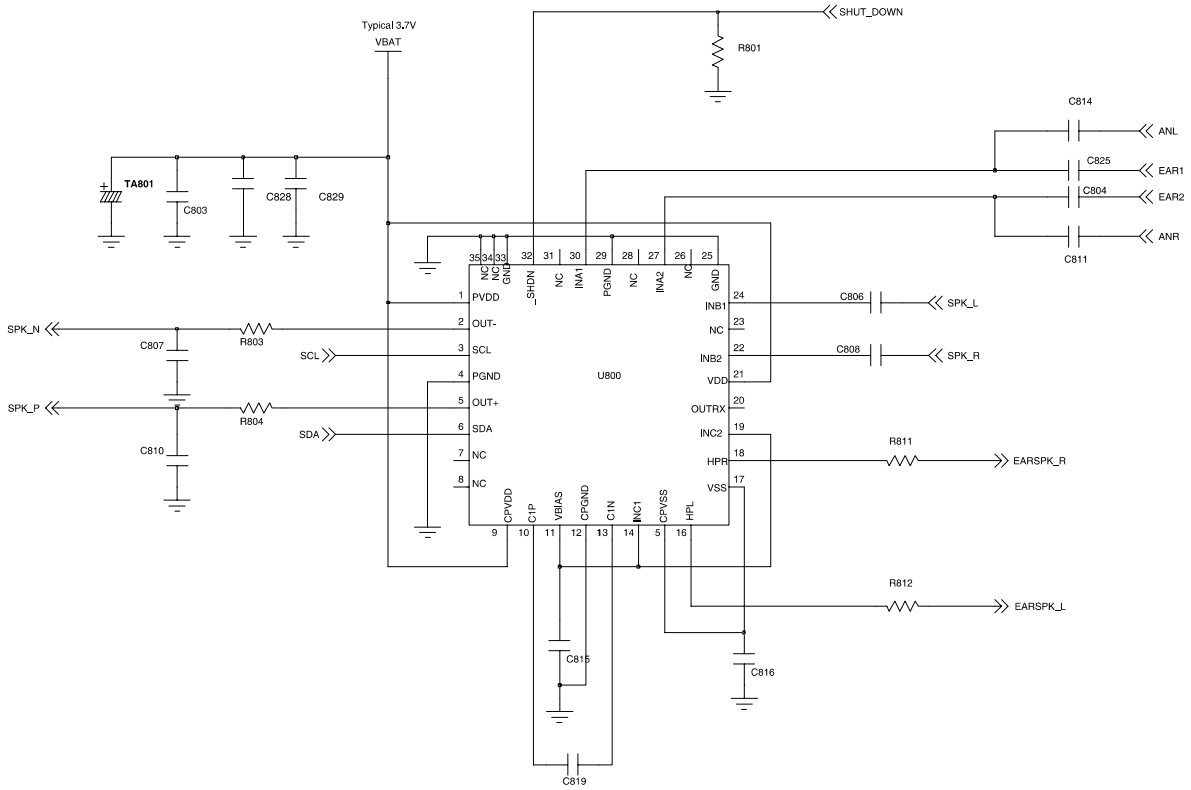 SHUT_DOWN
Typical 3.7V
VBAT
R801
C814
ANL
C825
EAR1
C804
EAR2
ANR
C811
TA801
+
C803
C828
C829
35 34 33 32 31 30 29 28 27 26 25
NC NC GND _SHDN NC INA1 PGND NC INA2 NC GND
1 PVDD
2 OUT-
3 SCL
4 PGND
5 OUT+
6 SDA
7 NC
8 NC
U800
INB1 24
NC 23
INB2 22
VDD 21
OUTRX 20
INC2 19
HPR 18
VSS 17
CPVDD C1P VBIAS CPGND C1N INC1 CPVSS HPL
9 10 11 12 13 14 5 16
SPK_N
R803
C807
SCL
SPK_P
R804
SDA
C810
C806
SPK_L
C808
SPK_R
R811
EARSPK_R
R812
EARSPK_L
C815
C816
C819